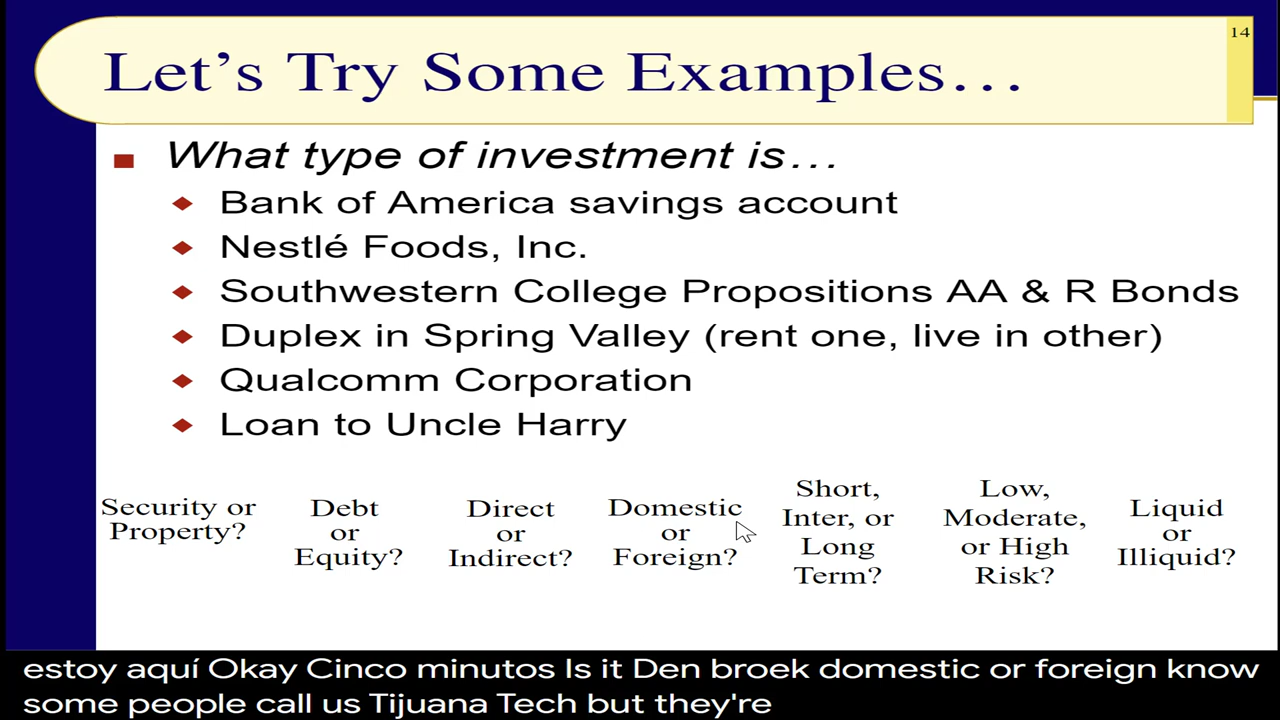 14
Let's Try Some Examples…
What type of investment is…
Bank of America savings account
Nestlé Foods, Inc.
Southwestern College Propositions AA & R Bonds
Duplex in Spring Valley (rent one, live in other)
Qualcomm Corporation
Loan to Uncle Harry
Security or
Property?
Debt
or
Equity?
Direct
or
Indirect?
Domestic
or
Foreign?
Short,
Inter, or
Long
Term?
Low,
Moderate,
or High
Risk?
Liquid
or
Illiquid?
estoy aquí Okay Cinco minutos Is it Den broek domestic or foreign know
some people call us Tijuana Tech but they're